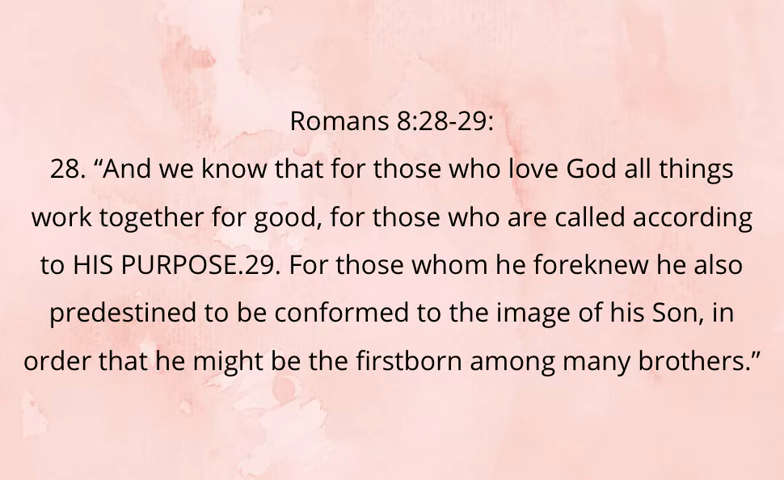 Romans 8:28-29:
28. “And we know that for those who love God all things
work together for good, for those who are called according
to HIS PURPOSE.29. For those whom he foreknew he also
predestined to be conformed to the image of his Son, in
order that he might be the firstborn among many brothers.”